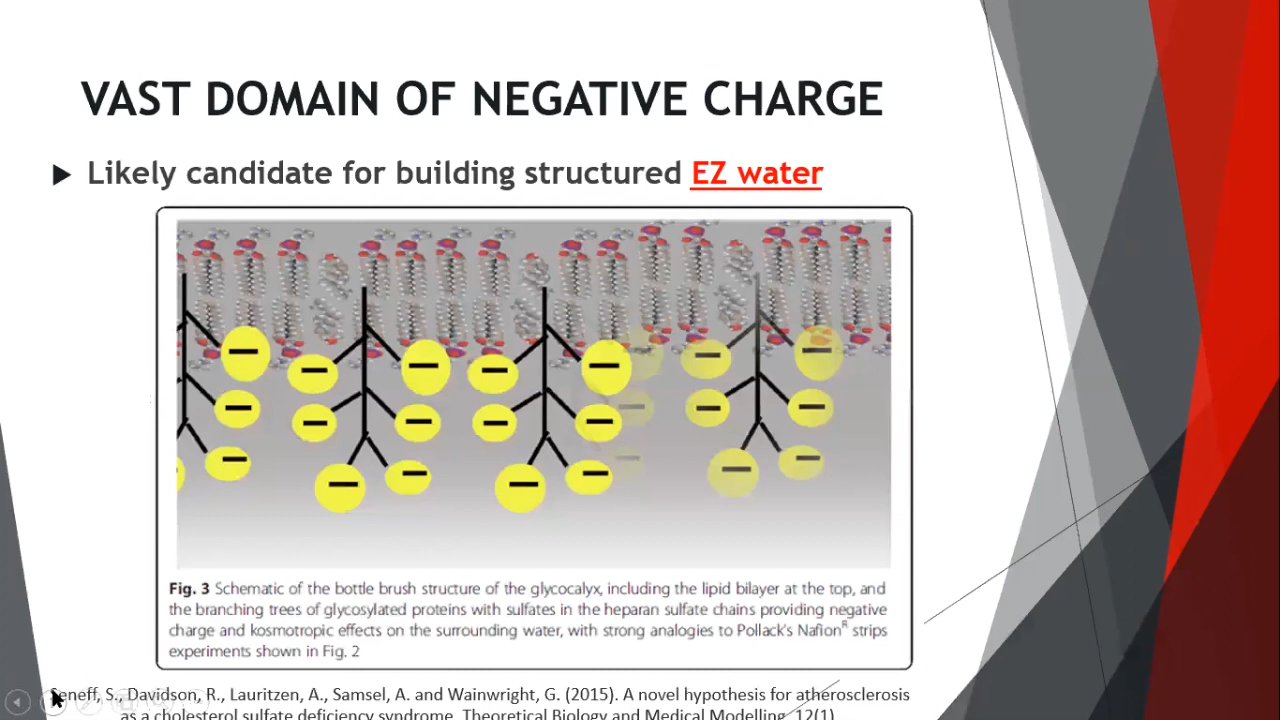 VAST DOMAIN OF NEGATIVE CHARGE
Likely candidate for building structured EZ water
Fig. 3 Schematic of the bottle brush structure of the glycocalyx, including the lipid bilayer at the top, and
the branching trees of glycosylated proteins with sulfates in the heparan sulfate chains providing negative
charge and kosmotropic effects on the surrounding water, with strong analogies to Pollack's Nafion® strips
experiments shown in Fig. 2
Seneff, S., Davidson, R., Lauritzen, A., Samsel, A. and Wainwright, G. (2015). A novel hypothesis for atherosclerosis
as a cholesterol sulfate deficiency syndrome. Theoretical Biology and Medical Modelling, 12(1).